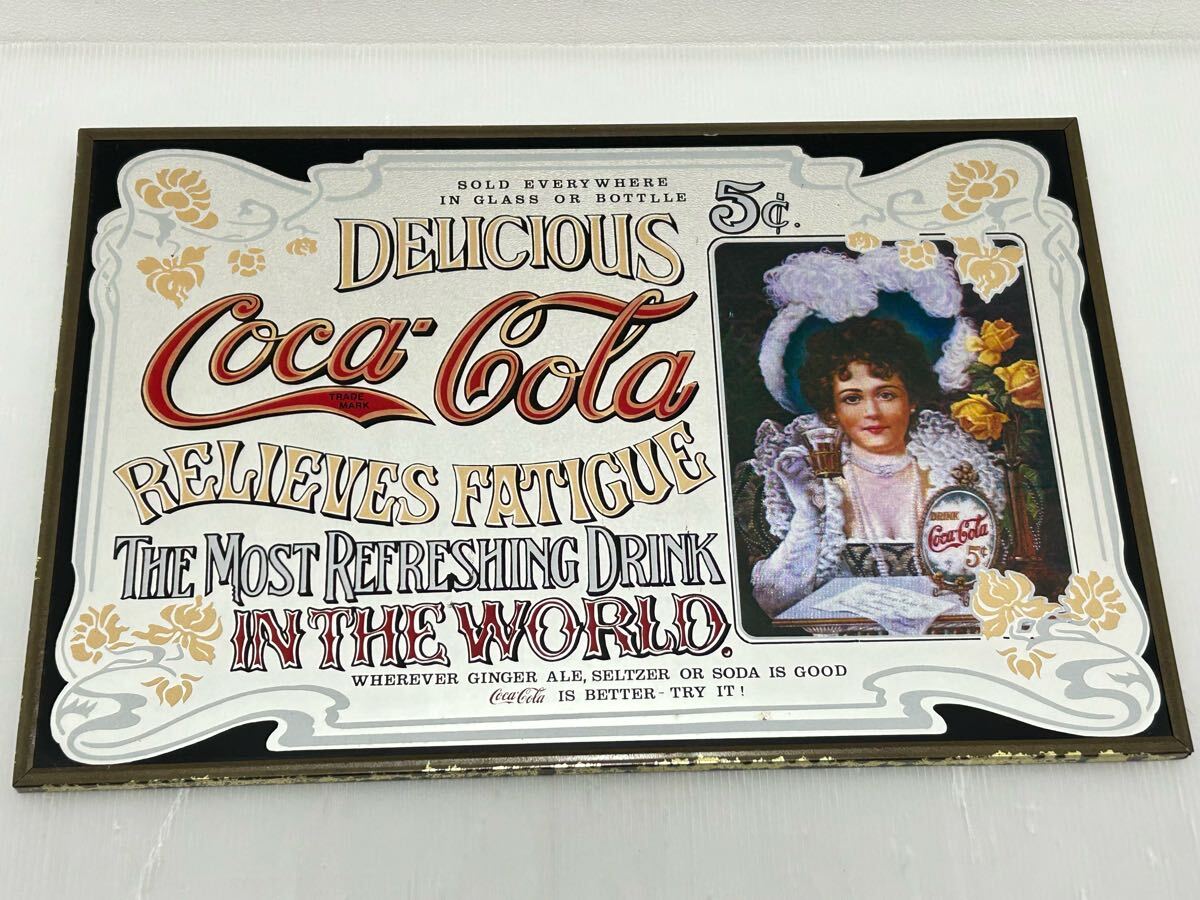 SOLD EVERYWHERE
IN GLASS OR BOTTLLE
5¢.
DELICIOUS
Coca-Cola
TRADE
MARK
RELIEVES FATIGUE
THE MOST REFRESHING DRINK
IN THE WORLD.
WHEREVER GINGER ALE, SELTZER OR SODA IS GOOD
Coca-Cola IS BETTER - TRY IT !
DRINK
Coca-Cola
5¢